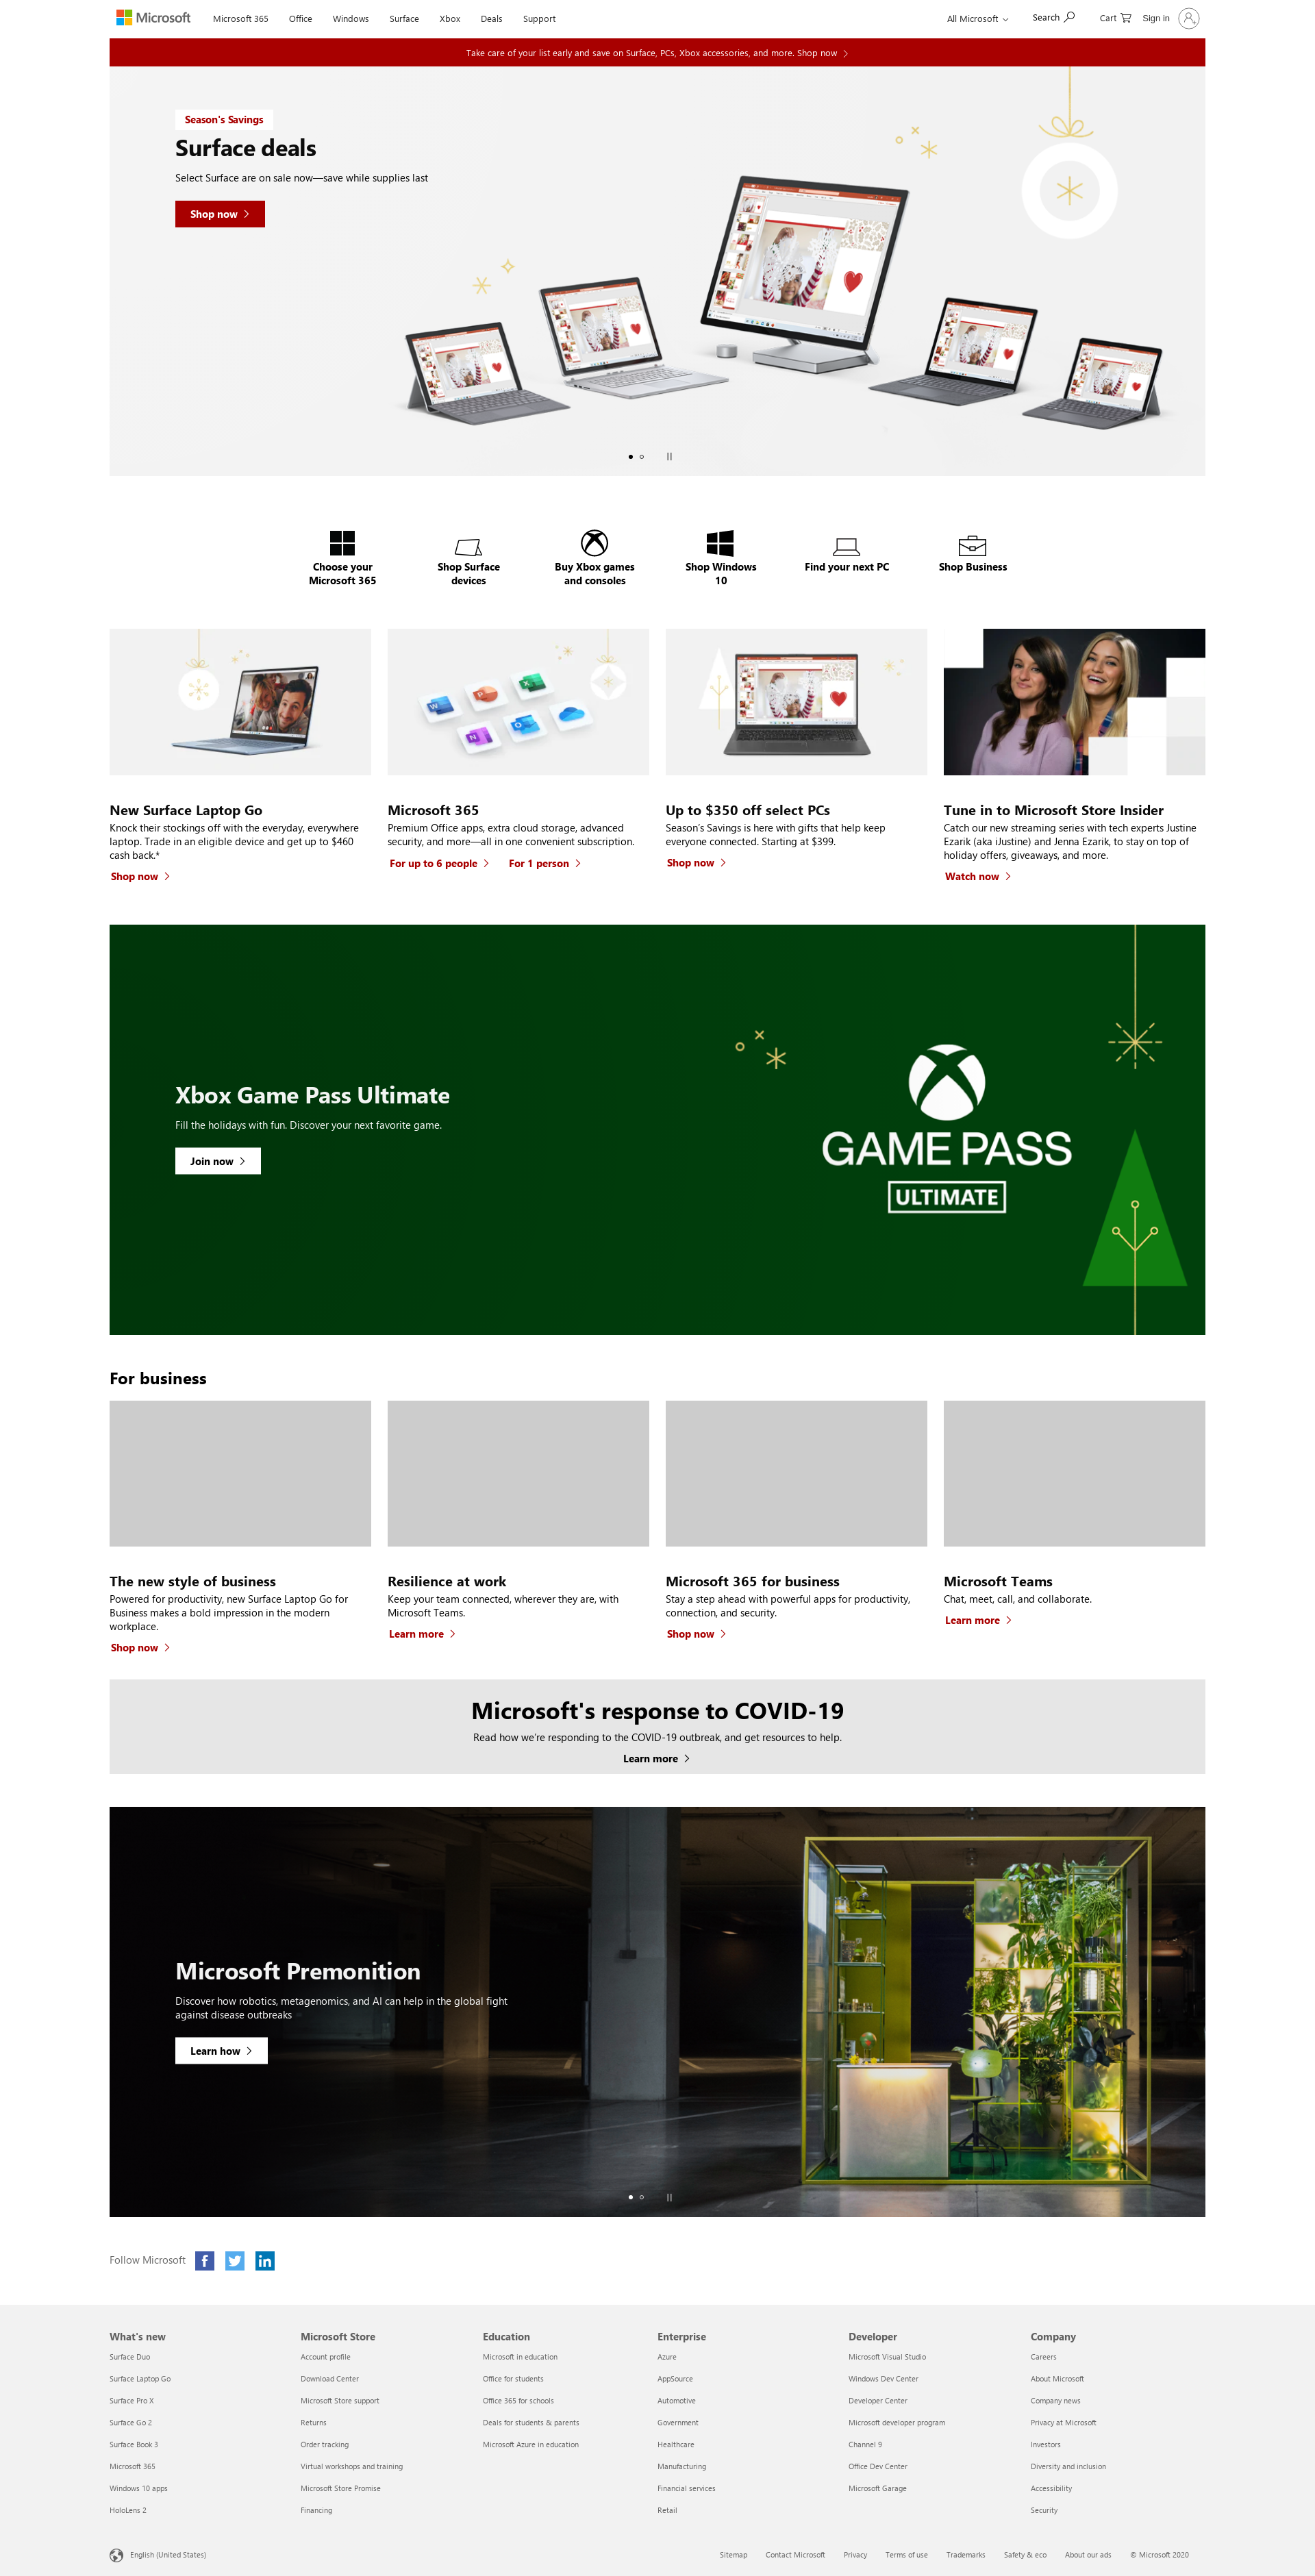 Microsoft
Microsoft 365 Office Windows Surface Xbox Deals Support
All Microsoft Search Cart Sign in
Take care of your list early and save on Surface, PCs, Xbox accessories, and more. Shop now
Season's Savings
Surface deals
Select Surface are on sale now—save while supplies last
Shop now
Choose your
Microsoft 365
Shop Surface
devices
Buy Xbox games
and consoles
Shop Windows
10
Find your next PC
Shop Business
New Surface Laptop Go
Knock their stockings off with the everyday, everywhere
laptop. Trade in an eligible device and get up to $460
cash back.*
Shop now
Microsoft 365
Premium Office apps, extra cloud storage, advanced
security, and more—all in one convenient subscription.
For up to 6 people For 1 person
Up to $350 off select PCs
Season's Savings is here with gifts that help keep
everyone connected. Starting at $399.
Shop now
Tune in to Microsoft Store Insider
Catch our new streaming series with tech experts Justine
Ezarik (aka iJustine) and Jenna Ezarik, to stay on top of
holiday offers, giveaways, and more.
Watch now
Xbox Game Pass Ultimate
Fill the holidays with fun. Discover your next favorite game.
Join now
GAME PASS
ULTIMATE
For business
The new style of business
Powered for productivity, new Surface Laptop Go for
Business makes a bold impression in the modern
workplace.
Shop now
Resilience at work
Keep your team connected, wherever they are, with
Microsoft Teams.
Learn more
Microsoft 365 for business
Stay a step ahead with powerful apps for productivity,
connection, and security.
Shop now
Microsoft Teams
Chat, meet, call, and collaborate.
Learn more
Microsoft's response to COVID-19
Read how we're responding to the COVID-19 outbreak, and get resources to help.
Learn more
Microsoft Premonition
Discover how robotics, metagenomics, and AI can help in the global fight
against disease outbreaks
Learn how
Follow Microsoft
What's new
Surface Duo
Surface Laptop Go
Surface Pro X
Surface Go 2
Surface Book 3
Microsoft 365
Windows 10 apps
HoloLens 2
Microsoft Store
Account profile
Download Center
Microsoft Store support
Returns
Order tracking
Virtual workshops and training
Microsoft Store Promise
Financing
Education
Microsoft in education
Office for students
Office 365 for schools
Deals for students & parents
Microsoft Azure in education
Enterprise
Azure
AppSource
Automotive
Government
Healthcare
Manufacturing
Financial services
Retail
Developer
Microsoft Visual Studio
Windows Dev Center
Developer Center
Microsoft developer program
Channel 9
Office Dev Center
Microsoft Garage
Company
Careers
About Microsoft
Company news
Privacy at Microsoft
Investors
Diversity and inclusion
Accessibility
Security
English (United States)
Sitemap Contact Microsoft Privacy Terms of use Trademarks Safety & eco About our ads © Microsoft 2020